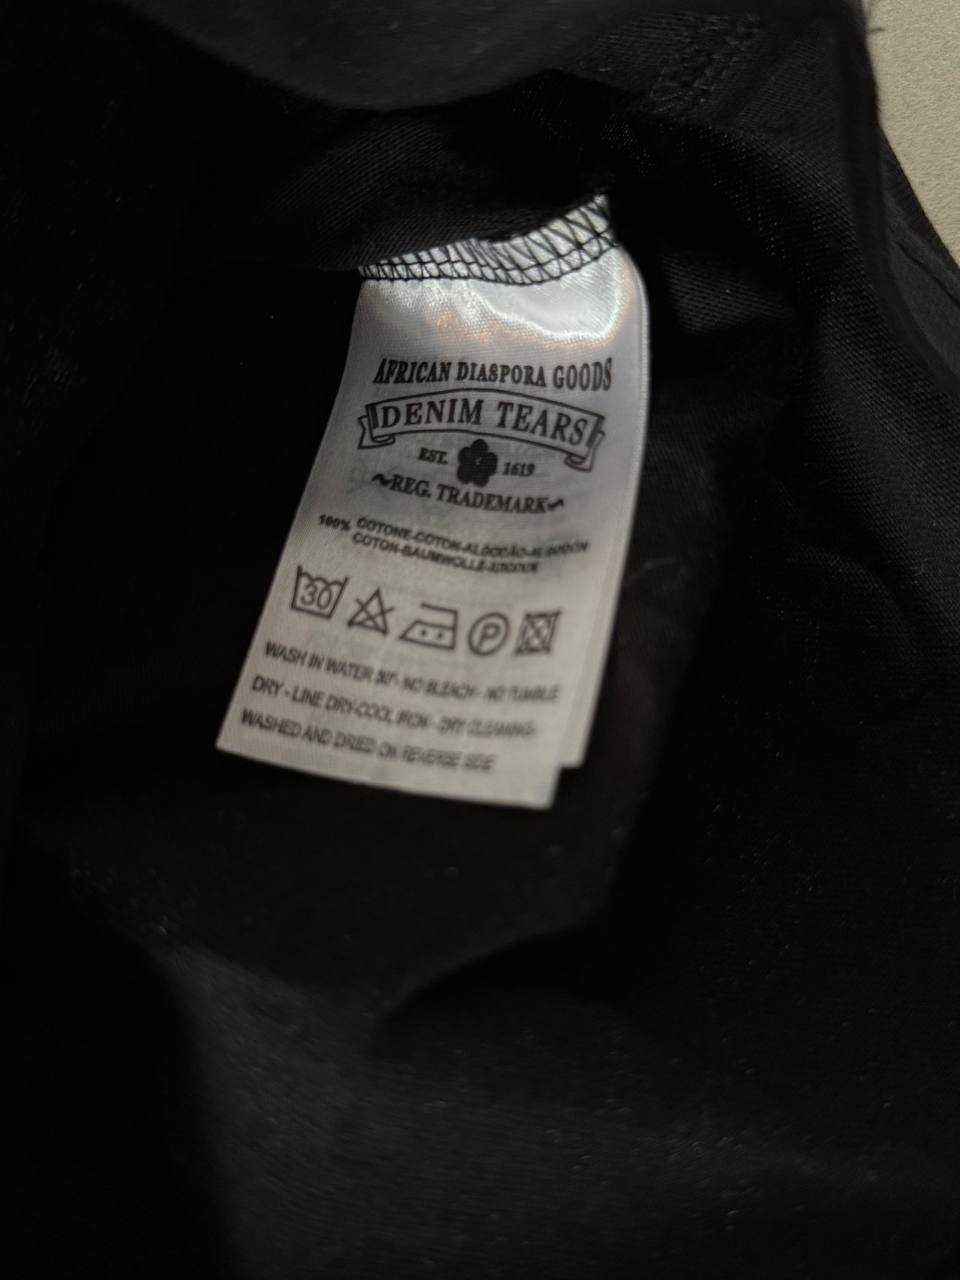 AFRICAN DIASPORA GOODS
DENIM TEARS
EST. 1619
~REG. TRADEMARK~
100% COTONE-COTON-ALGODÃO-ALGODÓN
COTON-BAUMWOLLE-
30
P
WASH IN WATER 30°- NO BLEACH - NO TUMBLE
DRY - LINE DRY-COOL IRON - DRY CLEANING-
WASHED AND DRIED ON REVERSE SIDE